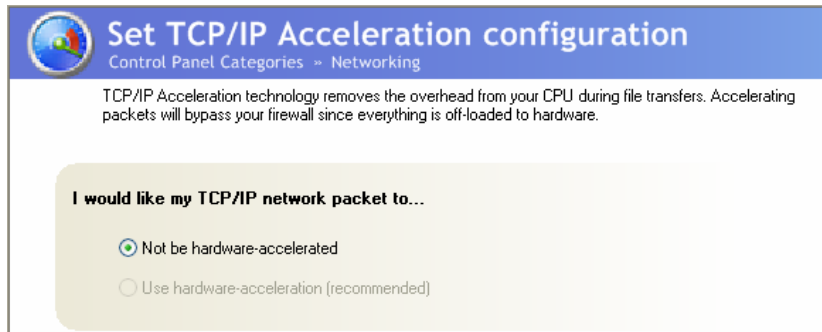 Set TCP/IP Acceleration configuration
Control Panel Categories » Networking
TCP/IP Acceleration technology removes the overhead from your CPU during file transfers. Accelerating
packets will bypass your firewall since everything is off-loaded to hardware.
I would like my TCP/IP network packet to...
Not be hardware-accelerated
Use hardware-acceleration (recommended)